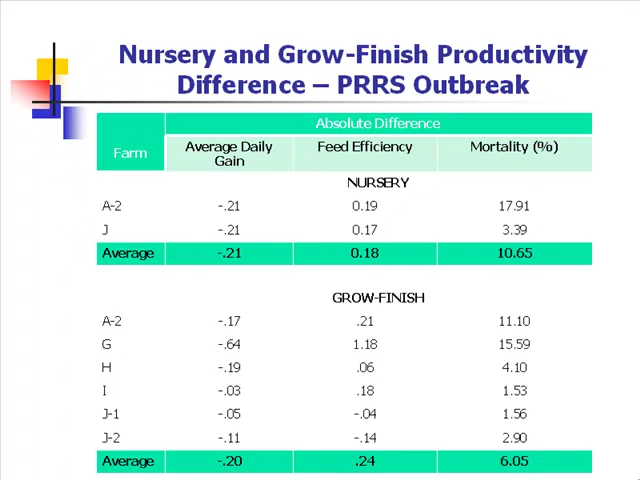 Nursery and Grow-Finish Productivity
Difference – PRRS Outbreak
Absolute Difference
Farm
Average Daily Gain Feed Efficiency Mortality (%)
NURSERY
A-2 -.21 0.19 17.91
J -.21 0.17 3.39
Average -.21 0.18 10.65
GROW-FINISH
A-2 -.17 .21 11.10
G -.64 1.18 15.59
H -.19 .06 4.10
I -.03 .18 1.53
J-1 -.05 -.04 1.56
J-2 -.11 -.14 2.90
Average -.20 .24 6.05